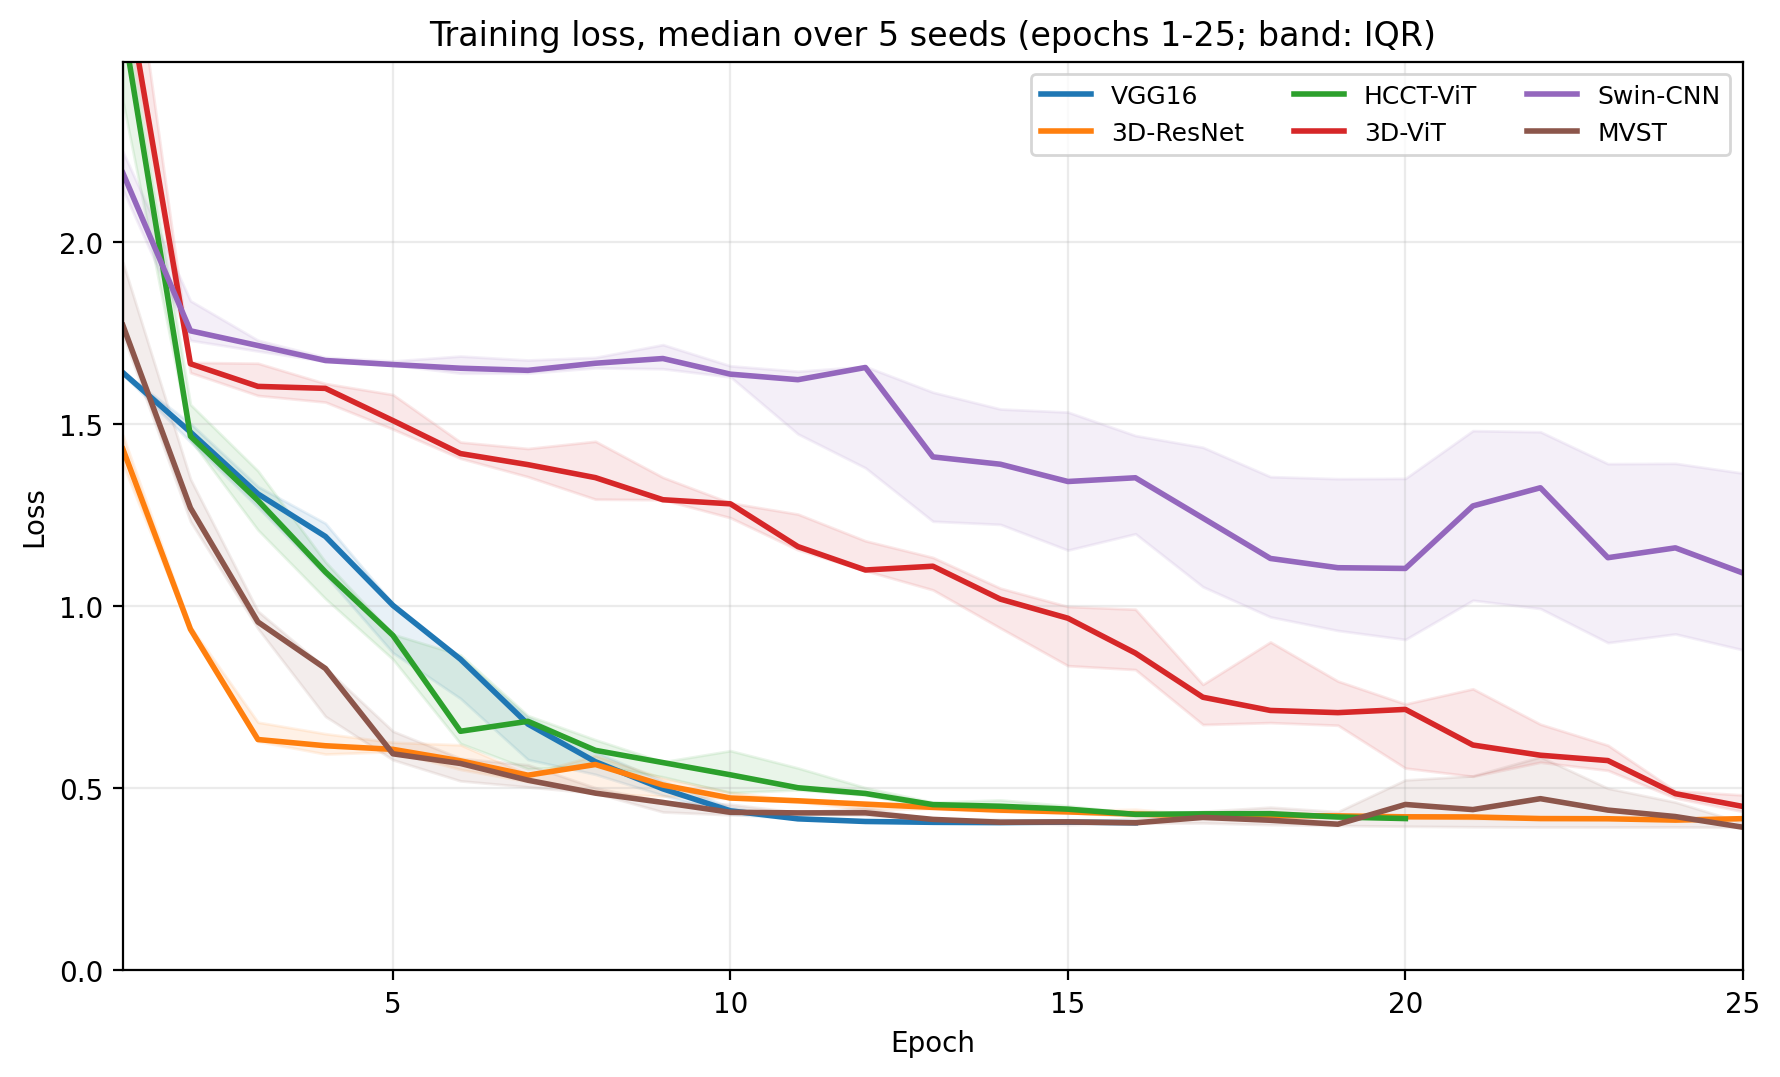 Training loss, median over 5 seeds (epochs 1-25; band: IQR)
VGG16
3D-ResNet
HCCT-ViT
3D-ViT
Swin-CNN
MVST
Loss
2.0
1.5
1.0
0.5
0.0
5
10
15
20
25
Epoch